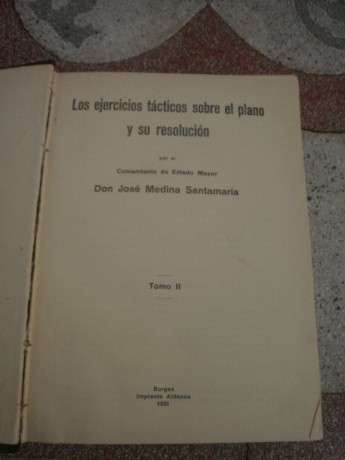 Los ejercicios tácticos sobre el plano
y su resolución
por el
Comandante de Estado Mayor
Don José Medina Santamaría
Tomo II
Burgos
Imprenta Aldecoa
1931